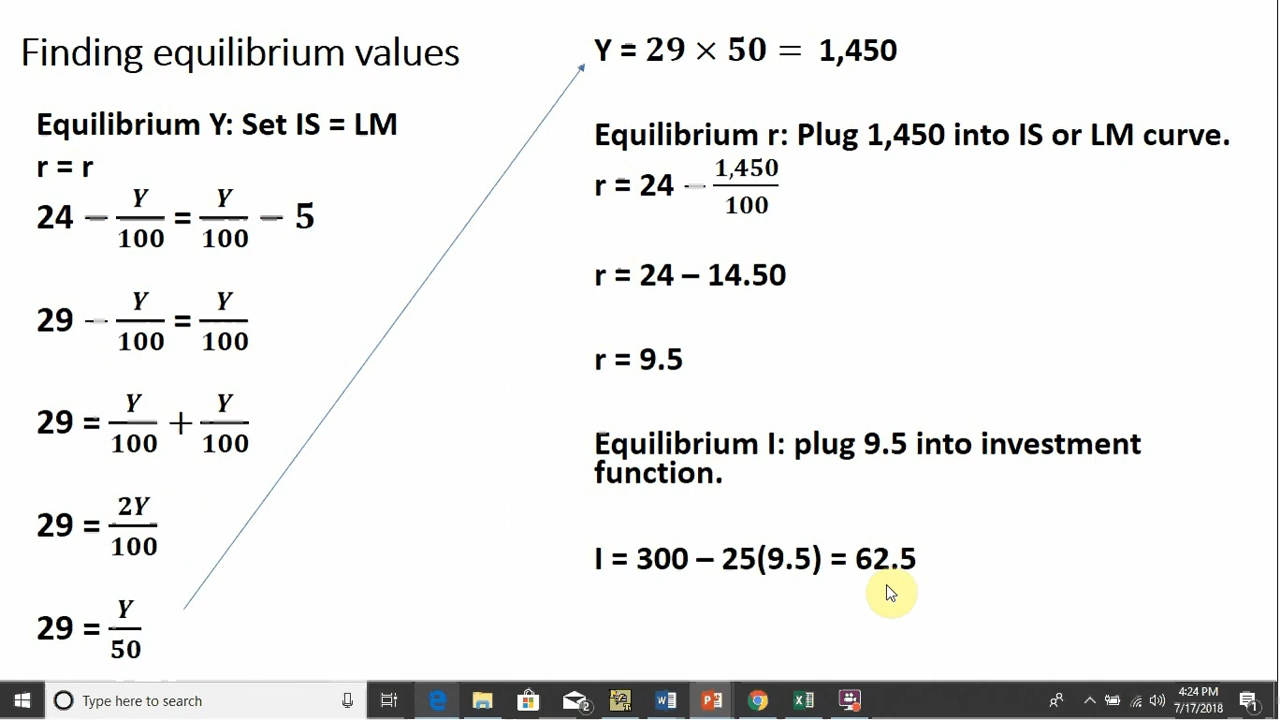 Finding equilibrium values
Equilibrium Y: Set IS = LM
r = r
24 − Y/100 = Y/100 − 5
29 − Y/100 = Y/100
29 = Y/100 + Y/100
29 = 2Y/100
29 = Y/50
Y = 29 × 50 = 1,450
Equilibrium r: Plug 1,450 into IS or LM curve.
r = 24 − 1,450/100
r = 24 – 14.50
r = 9.5
Equilibrium I: plug 9.5 into investment
function.
I = 300 – 25(9.5) = 62.5
Type here to search
2
4:24 PM
7/17/2018
1